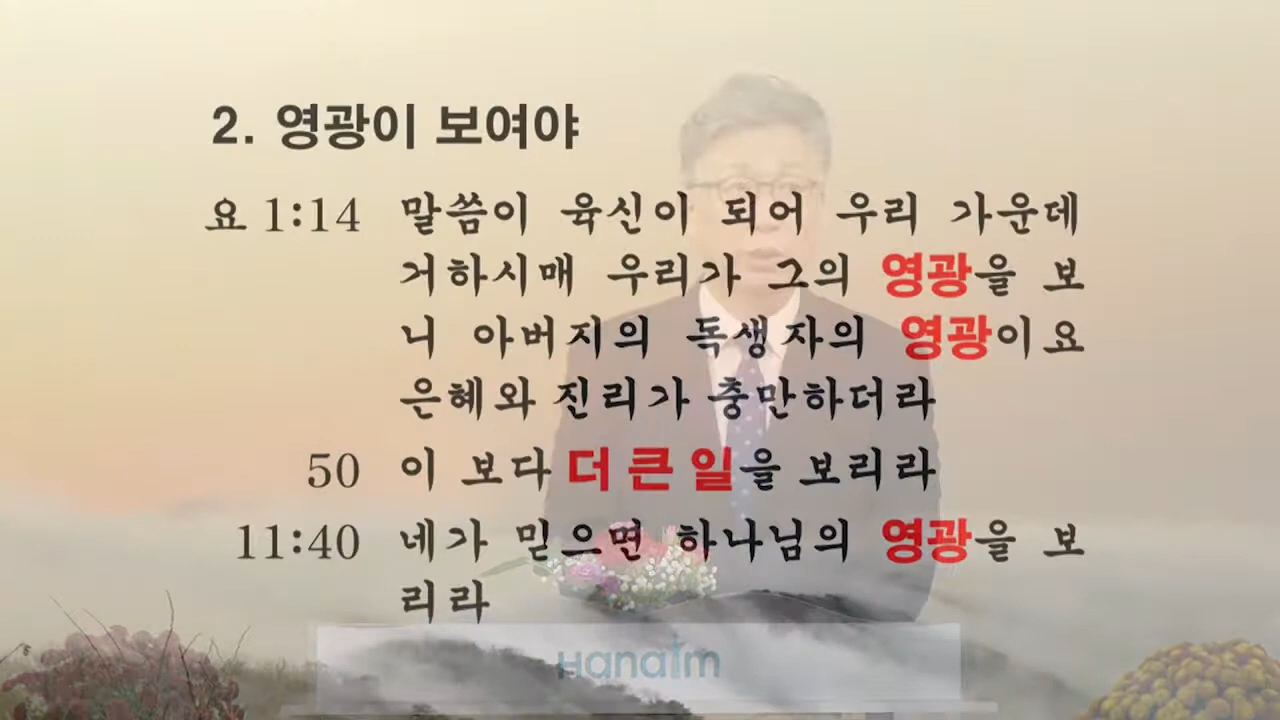 2. 영광이 보여야
요 1:14 말씀이 육신이 되어 우리 가운데
거하시매 우리가 그의 영광을 보
니 아버지의 독생자의 영광이요
은혜와 진리가 충만하더라
50 이 보다 더 큰 일을 보리라
11:40 네가 믿으면 하나님의 영광을 보
리라
Hanaim